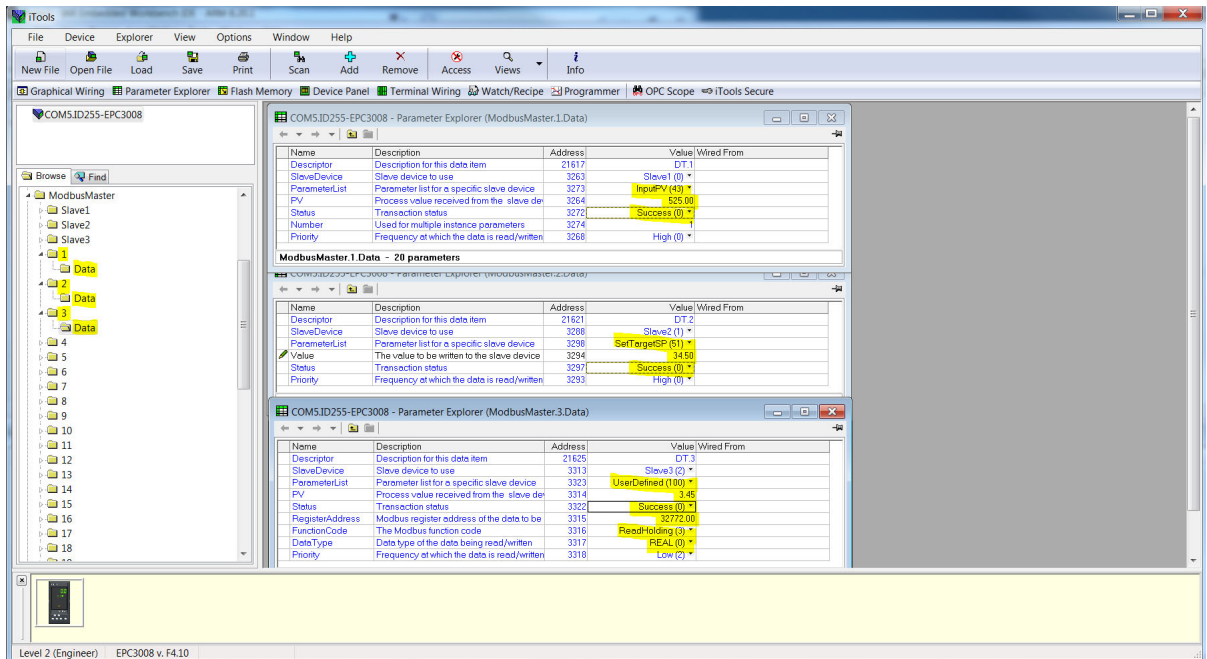 iTools
File Device Explorer View Options Window Help
New File Open File Load Save Print Scan Add Remove Access Views Info
Graphical Wiring Parameter Explorer Flash Memory Device Panel Terminal Wiring Watch/Recipe Programmer OPC Scope iTools Secure
COM5.ID255-EPC3008
Browse Find
ModbusMaster
Slave1
Slave2
Slave3
1
Data
2
Data
3
Data
4
5
6
7
8
9
10
11
12
13
14
15
16
17
18
COM5.ID255-EPC3008 - Parameter Explorer (ModbusMaster.1.Data)
Name Description Address Value Wired From
Descriptor Description for this data item 21617 DT.1
SlaveDevice Slave device to use 3263 Slave1 (0)
ParameterList Parameter list for a specific slave device 3273 InputPV (43)
PV Process value received from the slave de 3264 525.00
Status Transaction status 3272 Success (0)
Number Used for multiple instance parameters 3274 1
Priority Frequency at which the data is read/written 3268 High (0)
ModbusMaster.1.Data - 20 parameters
COM5.ID255-EPC3008 - Parameter Explorer (ModbusMaster.2.Data)
Name Description Address Value Wired From
Descriptor Description for this data item 21621 DT.2
SlaveDevice Slave device to use 3288 Slave2 (1)
ParameterList Parameter list for a specific slave device 3298 SetTargetSP (51)
Value The value to be written to the slave device 3294 34.50
Status Transaction status 3297 Success (0)
Priority Frequency at which the data is read/written 3293 High (0)
COM5.ID255-EPC3008 - Parameter Explorer (ModbusMaster.3.Data)
Name Description Address Value Wired From
Descriptor Description for this data item 21625 DT.3
SlaveDevice Slave device to use 3313 Slave3 (2)
ParameterList Parameter list for a specific slave device 3323 UserDefined (100)
PV Process value received from the slave de 3314 3.45
Status Transaction status 3322 Success (0)
RegisterAddress Modbus register address of the data to be 3315 32772.00
FunctionCode The Modbus function code 3316 ReadHolding (3)
DataType Data type of the data being read/written 3317 REAL (0)
Priority Frequency at which the data is read/written 3318 Low (2)
Level 2 (Engineer) EPC3008 v. F4.10